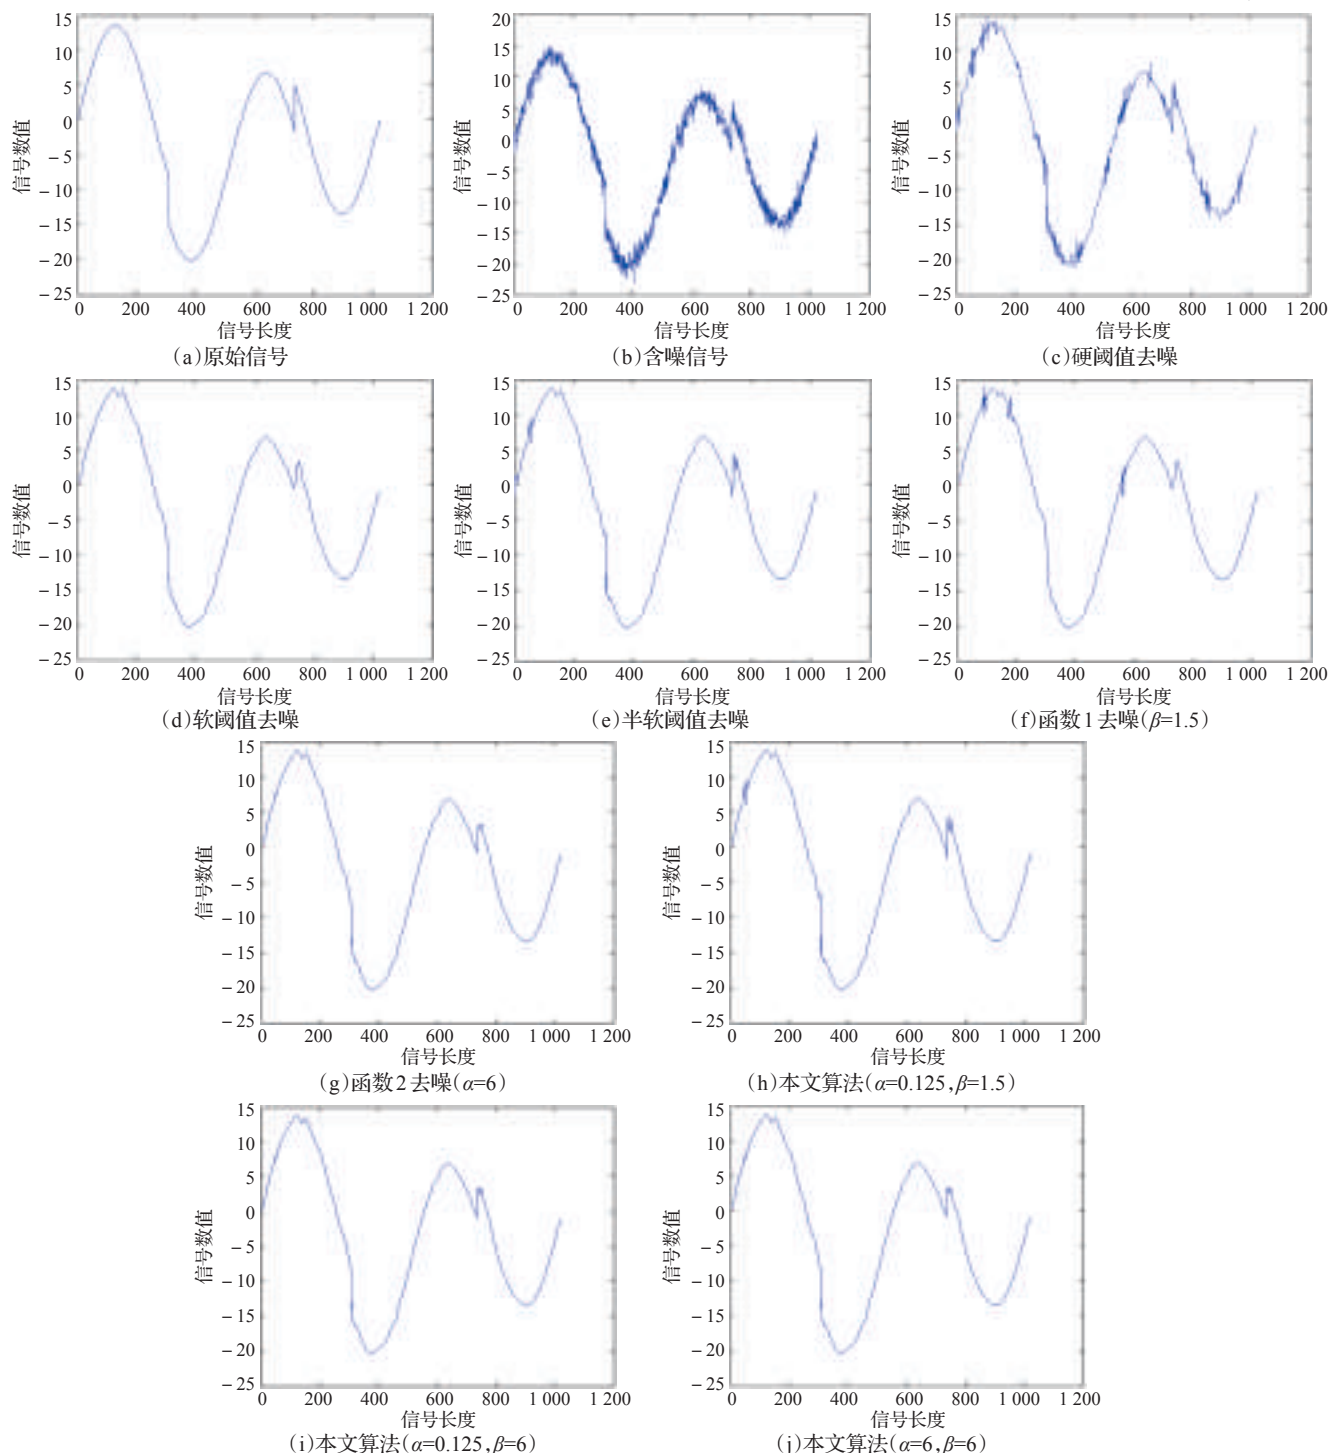 15
10
5
0
－5
－10
－15
－20
－25
信号数值
0 200 400 600 800 1 000 1 200
信号长度
(a)原始信号
20
15
10
5
0
－5
－10
－15
－20
－25
信号数值
0 200 400 600 800 1 000 1 200
信号长度
(b)含噪信号
15
10
5
0
－5
－10
－15
－20
－25
信号数值
0 200 400 600 800 1 000 1 200
信号长度
(c)硬阈值去噪
15
10
5
0
－5
－10
－15
－20
－25
信号数值
0 200 400 600 800 1 000 1 200
信号长度
(d)软阈值去噪
15
10
5
0
－5
－10
－15
－20
－25
信号数值
0 200 400 600 800 1 000 1 200
信号长度
(e)半软阈值去噪
15
10
5
0
－5
－10
－15
－20
－25
信号数值
0 200 400 600 800 1 000 1 200
信号长度
(f)函数1去噪(β=1.5)
15
10
5
0
－5
－10
－15
－20
－25
信号数值
0 200 400 600 800 1 000 1 200
信号长度
(g)函数2去噪(α=6)
15
10
5
0
－5
－10
－15
－20
－25
信号数值
0 200 400 600 800 1 000 1 200
信号长度
(h)本文算法(α=0.125,β=1.5)
15
10
5
0
－5
－10
－15
－20
－25
信号数值
0 200 400 600 800 1 000 1 200
信号长度
(i)本文算法(α=0.125,β=6)
15
10
5
0
－5
－10
－15
－20
－25
信号数值
0 200 400 600 800 1 000 1 200
信号长度
(j)本文算法(α=6,β=6)